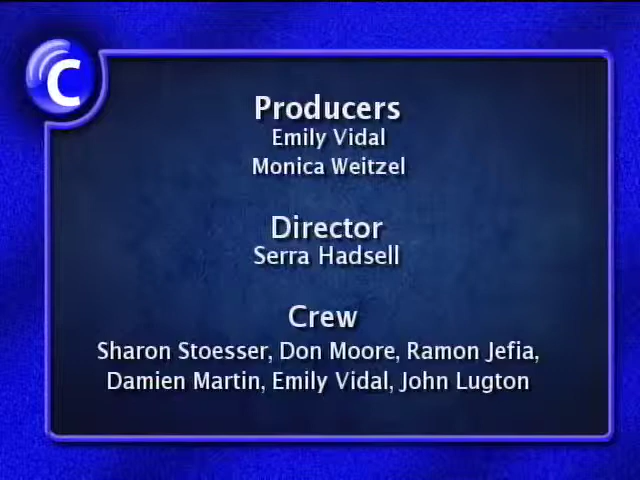 C
Producers
Emily Vidal
Monica Weitzel
Director
Serra Hadsell
Crew
Sharon Stoesser, Don Moore, Ramon Jefia,
Damien Martin, Emily Vidal, John Lugton